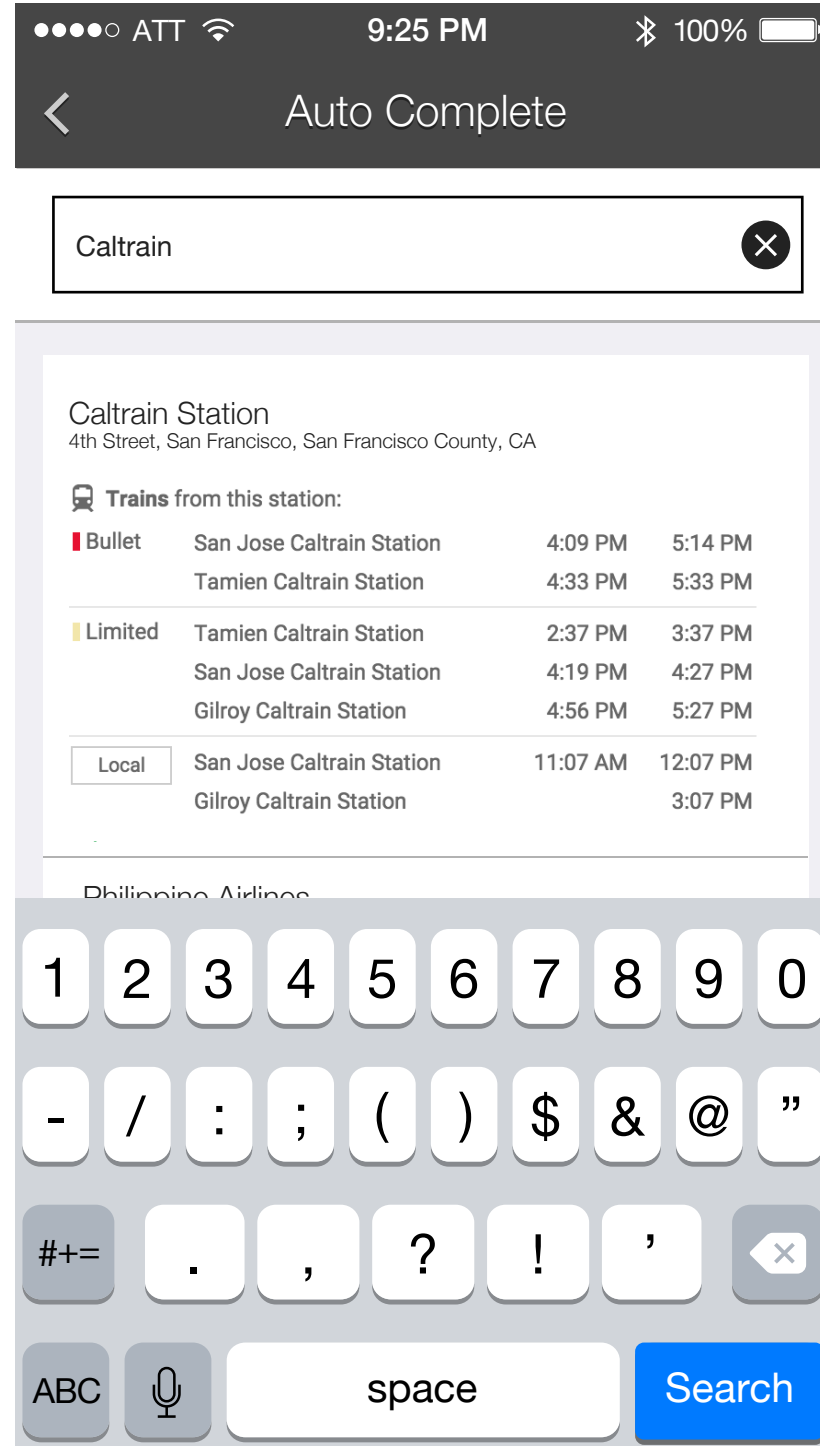 ATT 9:25 PM 100%
Auto Complete
Caltrain
Caltrain Station
4th Street, San Francisco, San Francisco County, CA
Trains from this station:
Bullet San Jose Caltrain Station 4:09 PM 5:14 PM
Tamien Caltrain Station 4:33 PM 5:33 PM
Limited Tamien Caltrain Station 2:37 PM 3:37 PM
San Jose Caltrain Station 4:19 PM 4:27 PM
Gilroy Caltrain Station 4:56 PM 5:27 PM
Local San Jose Caltrain Station 11:07 AM 12:07 PM
Gilroy Caltrain Station 3:07 PM
Philippine Airlines
1 2 3 4 5 6 7 8 9 0
- / : ; ( ) $ & @ ”
#+= . , ? ! ’
ABC space Search